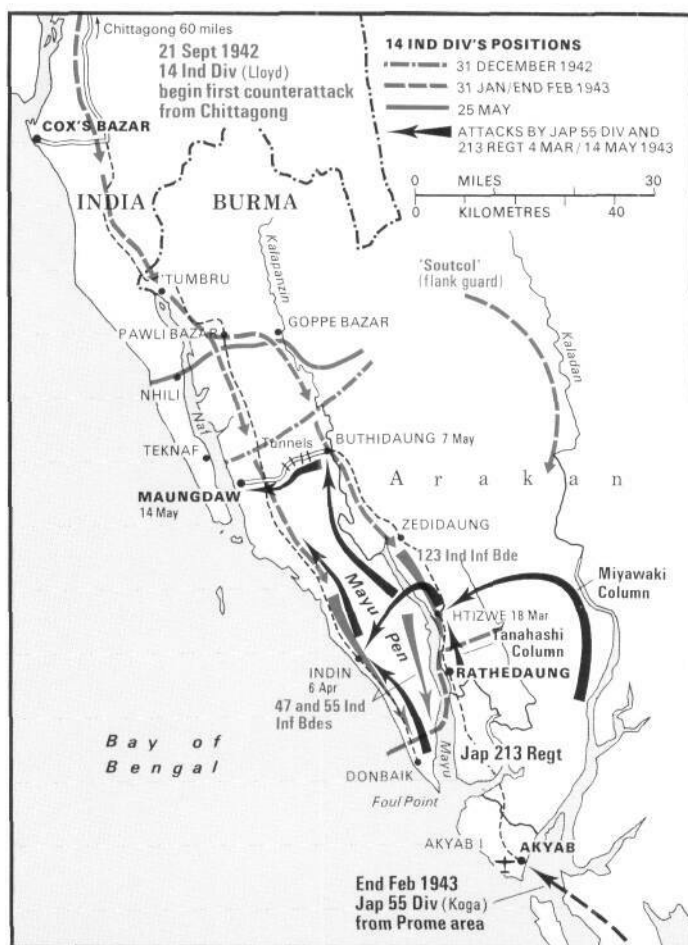 Chittagong 60 miles
21 Sept 1942
14 Ind Div (Lloyd)
begin first counterattack
from Chittagong
14 IND DIV'S POSITIONS
31 DECEMBER 1942
31 JAN/END FEB 1943
25 MAY
ATTACKS BY JAP 55 DIV AND
213 REGT 4 MAR/14 MAY 1943
0 MILES 30
0 KILOMETRES 40
COX'S BAZAR
INDIA
BURMA
Kalapanzin
'Soutcol'
(flank guard)
Kaladan
TUMBRU
PAWLI BAZAR
GOPPE BAZAR
NHILI
Naf
TEKNAF
Tunnels
BUTHIDAUNG 7 May
MAUNGDAW
14 May
Arakan
ZEDIDAUNG
123 Ind Inf Bde
Miyawaki
Column
Mayu
Pen
HTIZWE 18 Mar
Tanahashi
Column
INDIN
6 Apr
RATHEDAUNG
47 and 55 Ind
Inf Bdes
Bay of
Bengal
Mayu
Jap 213 Regt
DONBAIK
Foul Point
AKYAB I
AKYAB
End Feb 1943
Jap 55 Div (Koga)
from Prome area